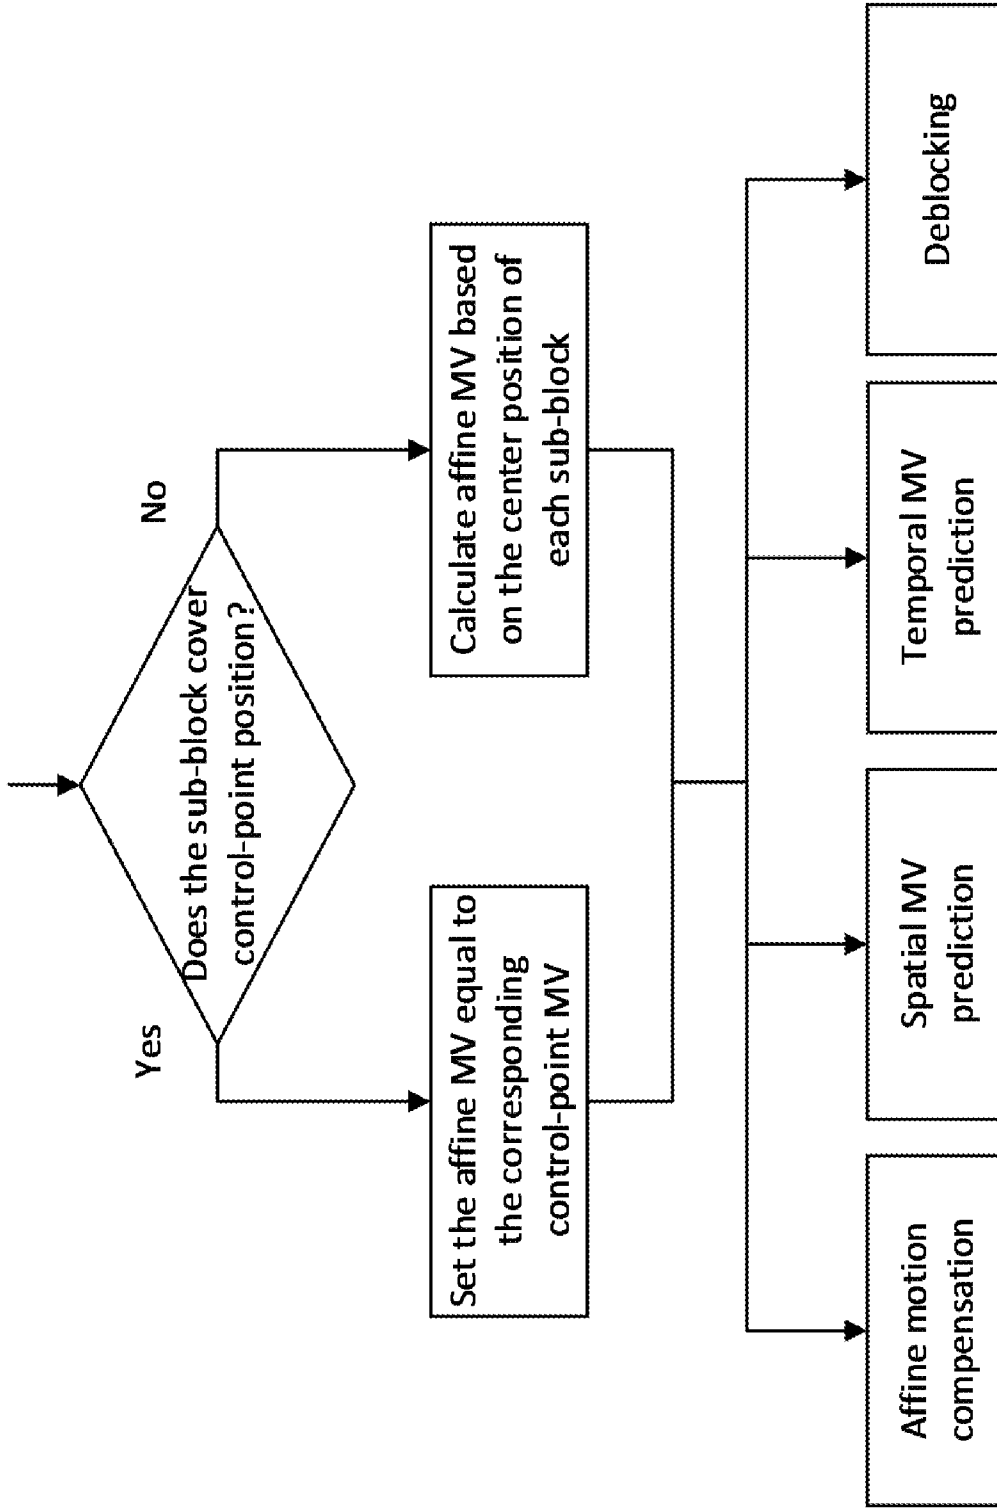 Does the sub-block cover
control-point position?
Yes
No
Set the affine MV equal to
the corresponding
control-point MV
Calculate affine MV based
on the center position of
each sub-block
Affine motion
compensation
Spatial MV
prediction
Temporal MV
prediction
Deblocking